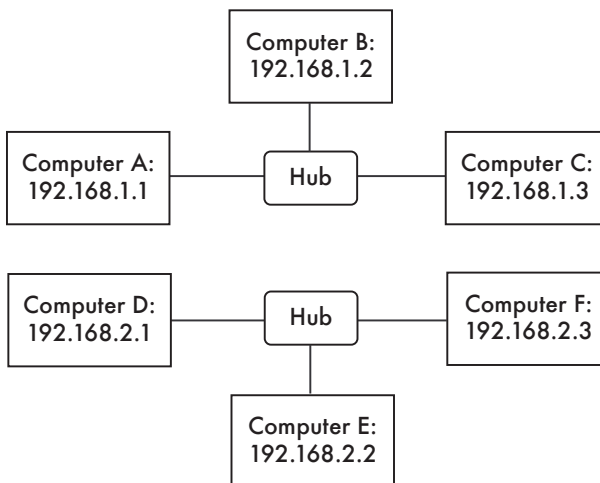 Computer B:
192.168.1.2
Computer A:
192.168.1.1
Hub
Computer C:
192.168.1.3
Computer D:
192.168.2.1
Hub
Computer F:
192.168.2.3
Computer E:
192.168.2.2